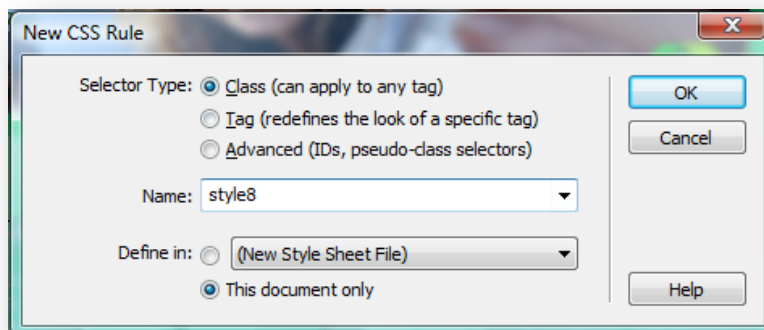 New CSS Rule
Selector Type: Class (can apply to any tag)
Tag (redefines the look of a specific tag)
Advanced (IDs, pseudo-class selectors)
Name: style8
Define in: (New Style Sheet File)
This document only
OK
Cancel
Help